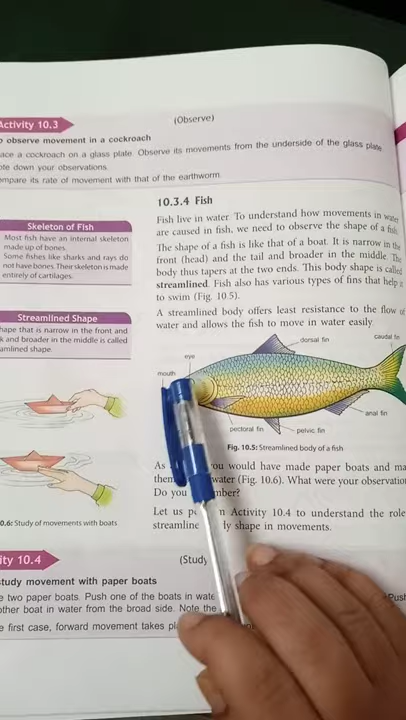 Activity 10.3
(Observe)
o observe movement in a cockroach
ace a cockroach on a glass plate. Observe its movements from the underside of the glass plate
ote down your observations.
ompare its rate of movement with that of the earthworm.
Skeleton of Fish
Most fish have an internal skeleton
made up of bones.
Some fishes like sharks and rays do
not have bones. Their skeleton is made
entirely of cartilages.
Streamlined Shape
hape that is narrow in the front and
k and broader in the middle is called
amlined shape.
0.6: Study of movements with boats
10.3.4 Fish
Fish live in water. To understand how movements in water
are caused in fish, we need to observe the shape of a fish.
The shape of a fish is like that of a boat. It is narrow in the
front (head) and the tail and broader in the middle. The
body thus tapers at the two ends. This body shape is called
streamlined. Fish also has various types of fins that help it
to swim (Fig. 10.5).
A streamlined body offers least resistance to the flow of
water and allows the fish to move in water easily.
dorsal fin
caudal fin
eye
mouth
anal fin
pectoral fin
pelvic fin
Fig. 10.5: Streamlined body of a fish
As ou would have made paper boats and
them water (Fig. 10.6). What were your
Do you mber?
Let us n Activity 10.4 to understand the role
streamline ly shape in movements.
ity 10.4
(Study
study movement with paper boats
e two paper boats. Push one of the boats in
other boat in water from the broad side. Note the
e first case, forward movement takes